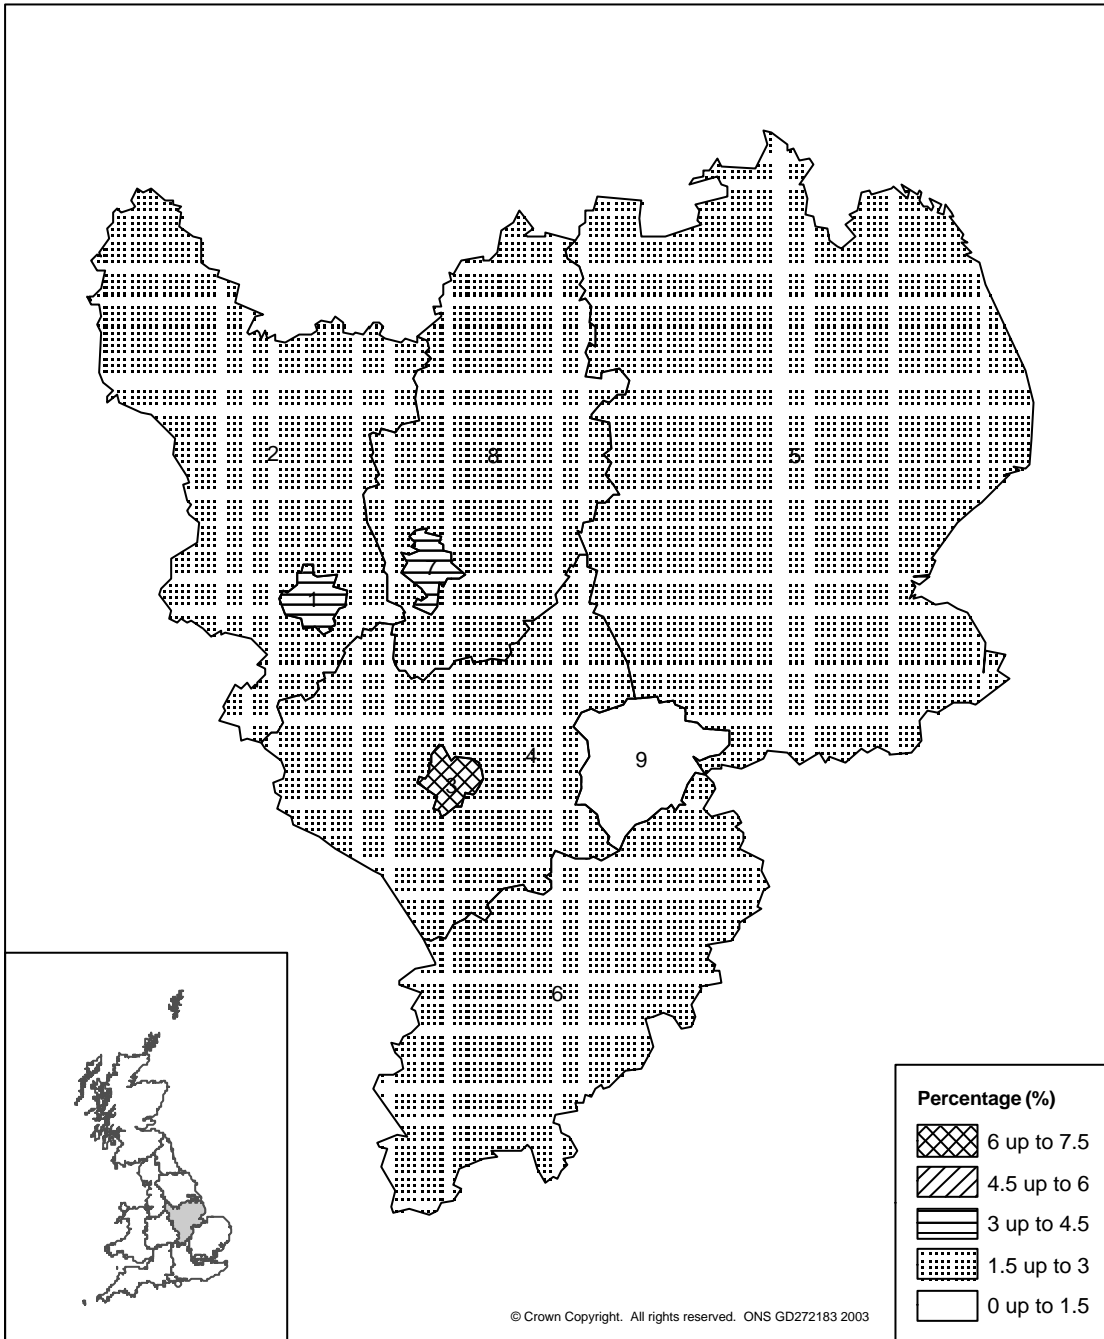 2
8
5
7
1
4
9
3
6
Percentage (%)
6 up to 7.5
4.5 up to 6
3 up to 4.5
1.5 up to 3
0 up to 1.5
© Crown Copyright. All rights reserved. ONS GD272183 2003